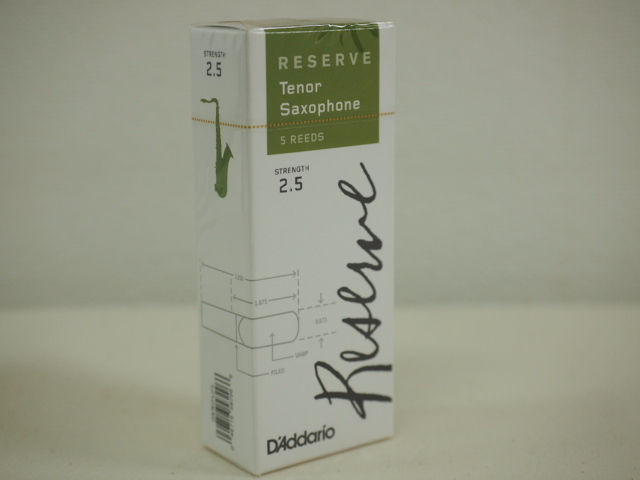 STRENGTH
2.5
RESERVE
Tenor
Saxophone
5 REEDS
STRENGTH
2.5
Reserve
D'Addario